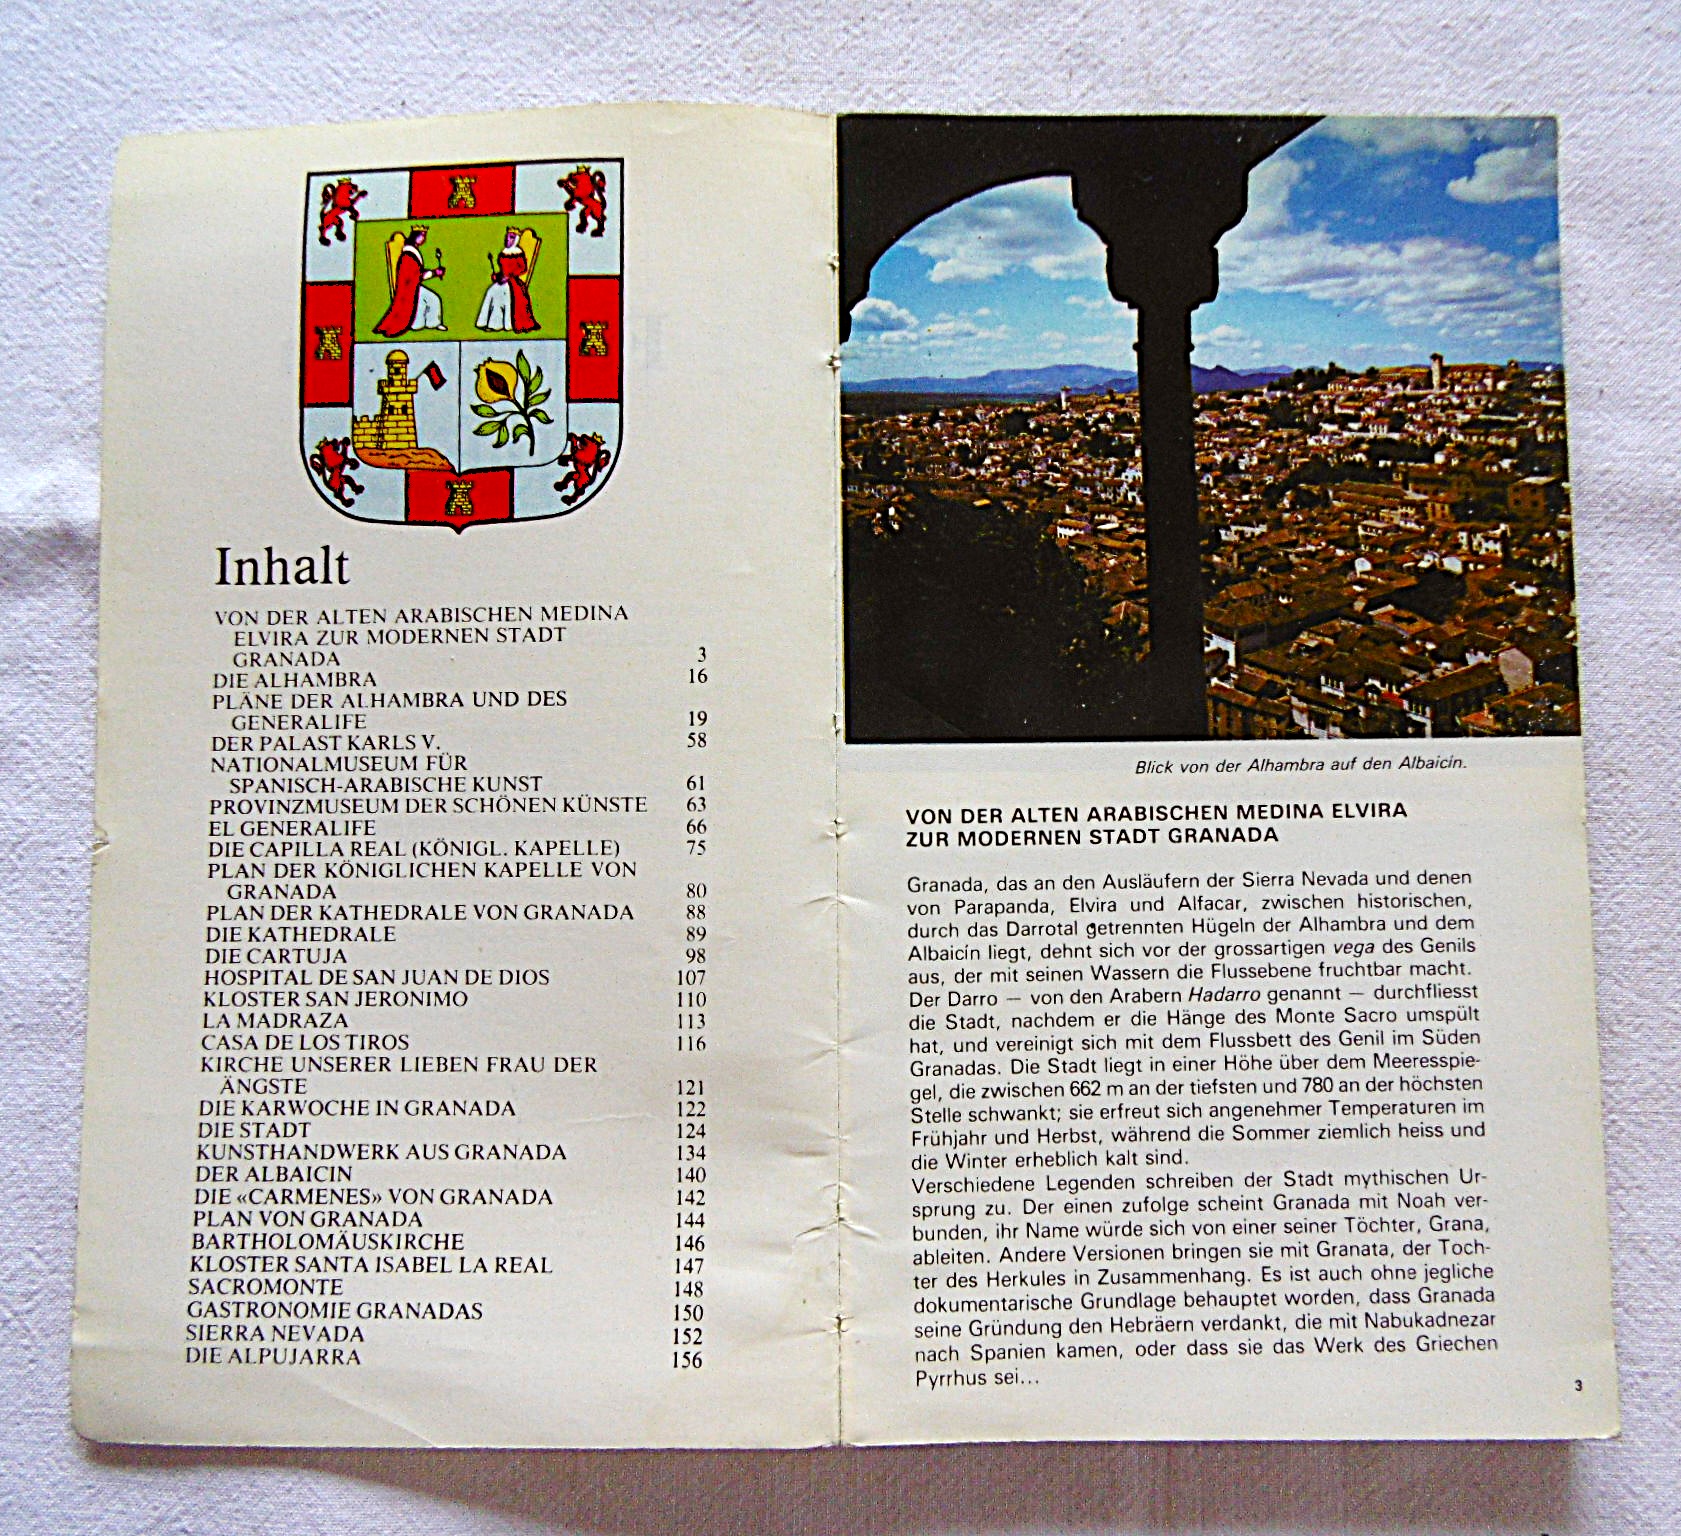 Inhalt
VON DER ALTEN ARABISCHEN MEDINA
ELVIRA ZUR MODERNEN STADT
GRANADA 3
DIE ALHAMBRA 16
PLÄNE DER ALHAMBRA UND DES
GENERALIFE 19
DER PALAST KARLS V. 58
NATIONALMUSEUM FÜR
SPANISCH-ARABISCHE KUNST 61
PROVINZMUSEUM DER SCHÖNEN KÜNSTE 63
EL GENERALIFE 66
DIE CAPILLA REAL (KÖNIGL. KAPELLE) 75
PLAN DER KÖNIGLICHEN KAPELLE VON
GRANADA 80
PLAN DER KATHEDRALE VON GRANADA 88
DIE KATHEDRALE 89
DIE CARTUJA 98
HOSPITAL DE SAN JUAN DE DIOS 107
KLOSTER SAN JERONIMO 110
LA MADRAZA 113
CASA DE LOS TIROS 116
KIRCHE UNSERER LIEBEN FRAU DER
ÄNGSTE 121
DIE KARWOCHE IN GRANADA 122
DIE STADT 124
KUNSTHANDWERK AUS GRANADA 134
DER ALBAICIN 140
DIE «CARMENES» VON GRANADA 142
PLAN VON GRANADA 144
BARTHOLOMÄUSKIRCHE 146
KLOSTER SANTA ISABEL LA REAL 147
SACROMONTE 148
GASTRONOMIE GRANADAS 150
SIERRA NEVADA 152
DIE ALPUJARRA 156
Blick von der Alhambra auf den Albaicín.
VON DER ALTEN ARABISCHEN MEDINA ELVIRA
ZUR MODERNEN STADT GRANADA
Granada, das an den Ausläufern der Sierra Nevada und denen
von Parapanda, Elvira und Alfacar, zwischen historischen,
durch das Darrotal getrennten Hügeln der Alhambra und dem
Albaicín liegt, dehnt sich vor der grossartigen vega des Genils
aus, der mit seinen Wassern die Flussebene fruchtbar macht.
Der Darro — von den Arabern Hadarro genannt — durchfliesst
die Stadt, nachdem er die Hänge des Monte Sacro umspült
hat, und vereinigt sich mit dem Flussbett des Genil im Süden
Granadas. Die Stadt liegt in einer Höhe über dem Meeresspie-
gel, die zwischen 662 m an der tiefsten und 780 an der höchsten
Stelle schwankt; sie erfreut sich angenehmer Temperaturen im
Frühjahr und Herbst, während die Sommer ziemlich heiss und
die Winter erheblich kalt sind.
Verschiedene Legenden schreiben der Stadt mythischen Ur-
sprung zu. Der einen zufolge scheint Granada mit Noah ver-
bunden, ihr Name würde sich von einer seiner Töchter, Grana,
ableiten. Andere Versionen bringen sie mit Granata, der Toch-
ter des Herkules in Zusammenhang. Es ist auch ohne jegliche
dokumentarische Grundlage behauptet worden, dass Granada
seine Gründung den Hebräern verdankt, die mit Nabukadnezar
nach Spanien kamen, oder dass sie das Werk des Griechen
Pyrrhus sei...
3